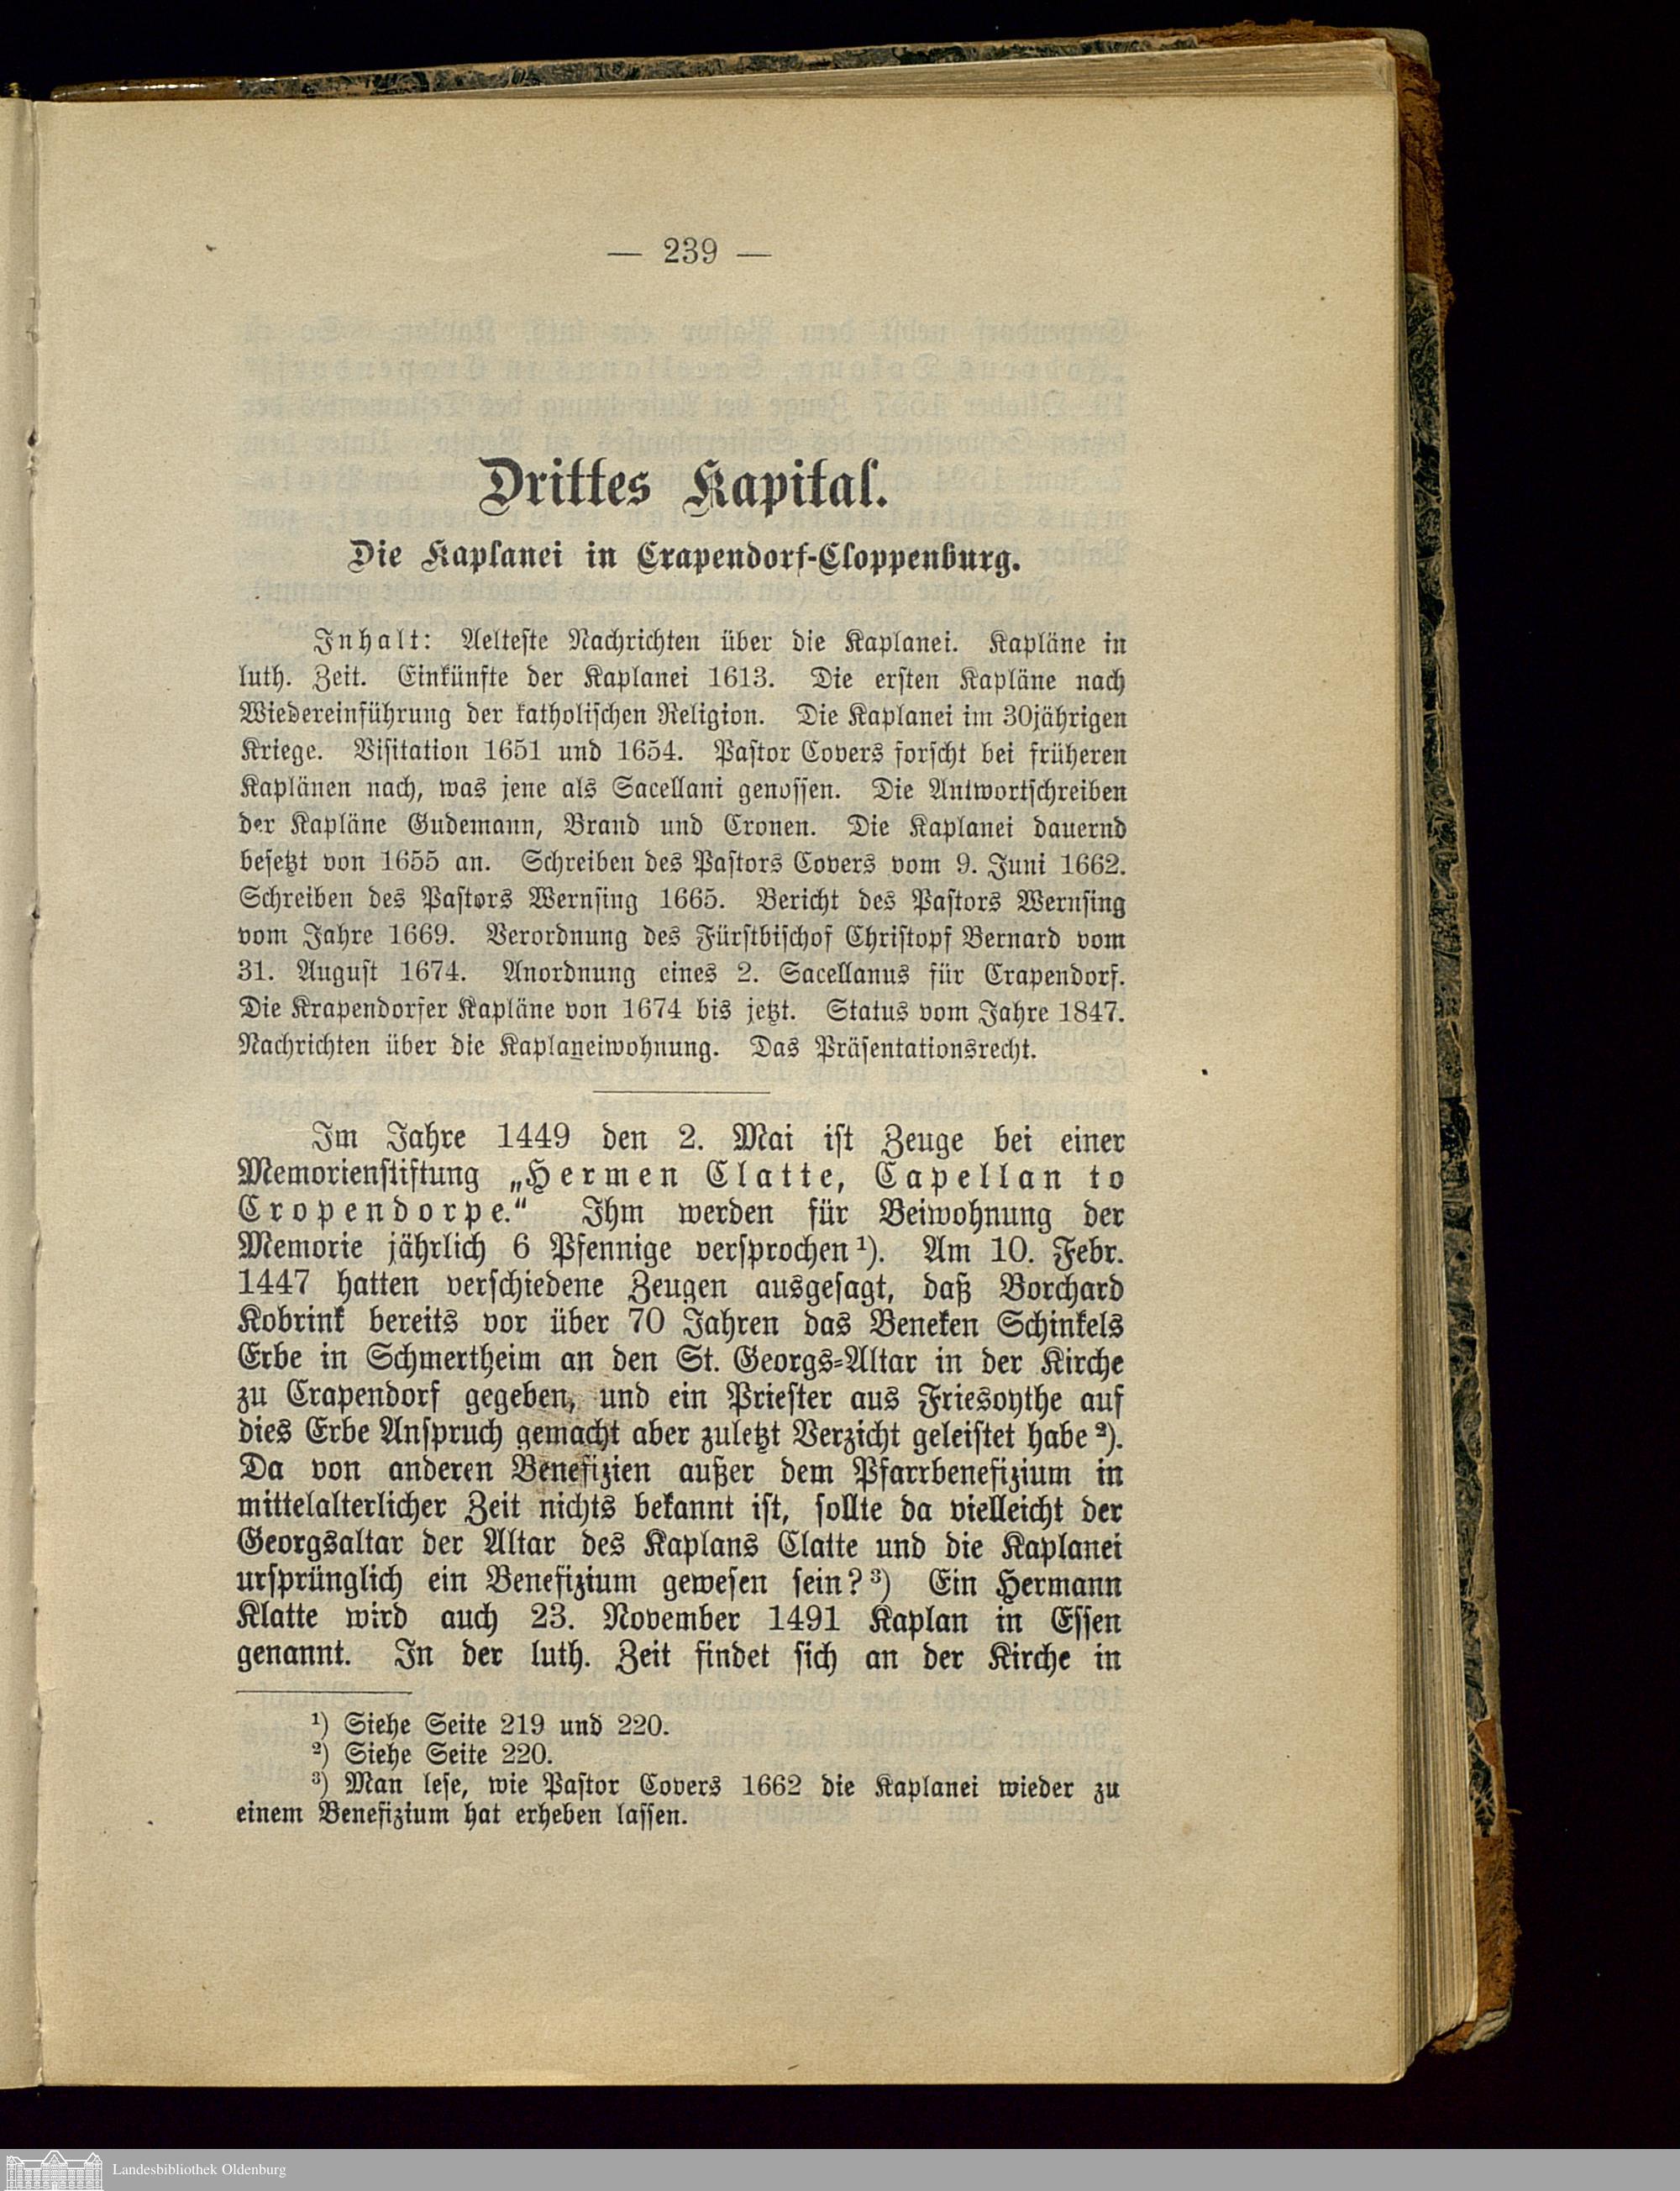 — 239 —
Drittes Kapital.
Die Kaplanei in Crapendorf-Cloppenburg.
Inhalt: Aelteste Nachrichten über die Kaplanei. Kapläne in
luth. Zeit. Einkünfte der Kaplanei 1613. Die ersten Kapläne nach
Wiedereinführung der katholischen Religion. Die Kaplanei im 30jährigen
Kriege. Visitation 1651 und 1654. Pastor Covers forscht bei früheren
Kaplänen nach, was jene als Sacellani genossen. Die Antwortschreiben
der Kapläne Gudemann, Brand und Cronen. Die Kaplanei dauernd
besetzt von 1655 an. Schreiben des Pastors Covers vom 9. Juni 1662.
Schreiben des Pastors Wernsing 1665. Bericht des Pastors Wernsing
vom Jahre 1669. Verordnung des Fürstbischof Christopf Bernard vom
31. August 1674. Anordnung eines 2. Sacellanus für Crapendorf.
Die Krapendorfer Kapläne von 1674 bis jetzt. Status vom Jahre 1847.
Nachrichten über die Kaplaneiwohnung. Das Präsentationsrecht.
Im Jahre 1449 den 2. Mai ist Zeuge bei einer
Memorienstiftung „Hermen Clatte, Capellan to
Cropendorpe.“ Ihm werden für Beiwohnung der
Memorie jährlich 6 Pfennige versprochen ¹). Am 10. Febr.
1447 hatten verschiedene Zeugen ausgesagt, daß Borchard
Kobrink bereits vor über 70 Jahren das Beneken Schinkels
Erbe in Schmertheim an den St. Georgs-Altar in der Kirche
zu Crapendorf gegeben, und ein Priester aus Friesoythe auf
dies Erbe Anspruch gemacht aber zuletzt Verzicht geleistet habe ²).
Da von anderen Benefizien außer dem Pfarrbenefizium in
mittelalterlicher Zeit nichts bekannt ist, sollte da vielleicht der
Georgsaltar der Altar des Kaplans Clatte und die Kaplanei
ursprünglich ein Benefizium gewesen sein? ³) Ein Hermann
Klatte wird auch 23. November 1491 Kaplan in Essen
genannt. In der luth. Zeit findet sich an der Kirche in
¹) Siehe Seite 219 und 220.
²) Siehe Seite 220.
³) Man lese, wie Pastor Covers 1662 die Kaplanei wieder zu
einem Benefizium hat erheben lassen.
Landesbibliothek Oldenburg